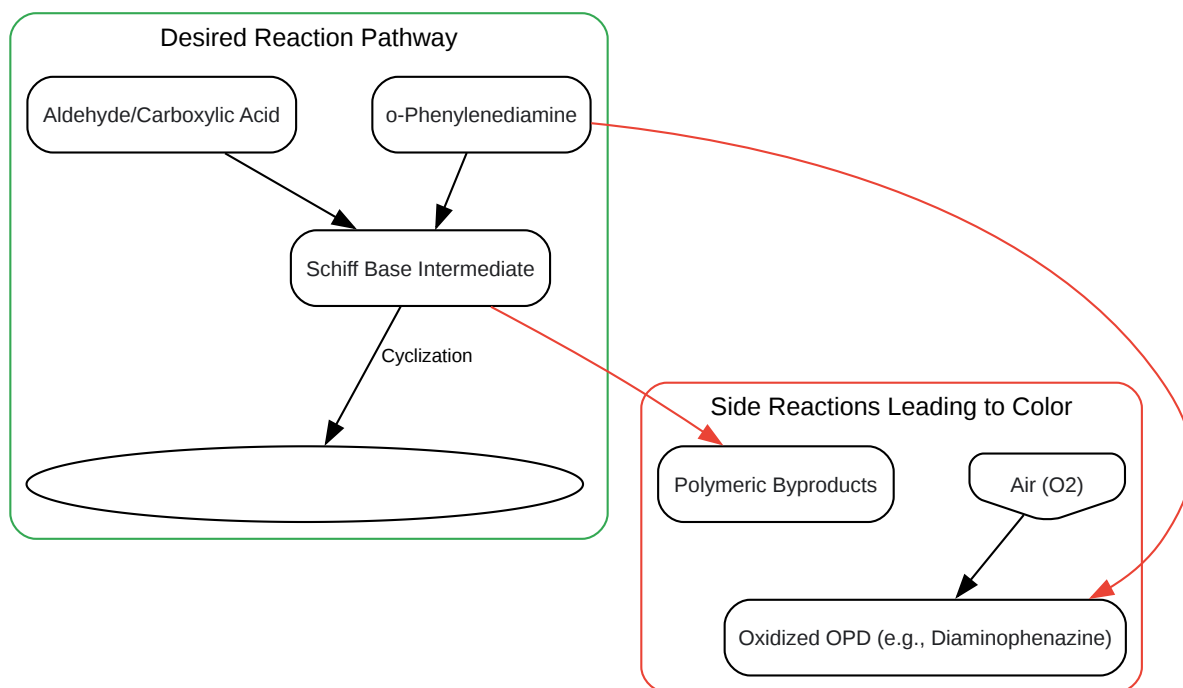 Desired Reaction Pathway
Aldehyde/Carboxylic Acid
o-Phenylenediamine
Schiff Base Intermediate
Cyclization
Side Reactions Leading to Color
Polymeric Byproducts
Air (O2)
Oxidized OPD (e.g., Diaminophenazine)